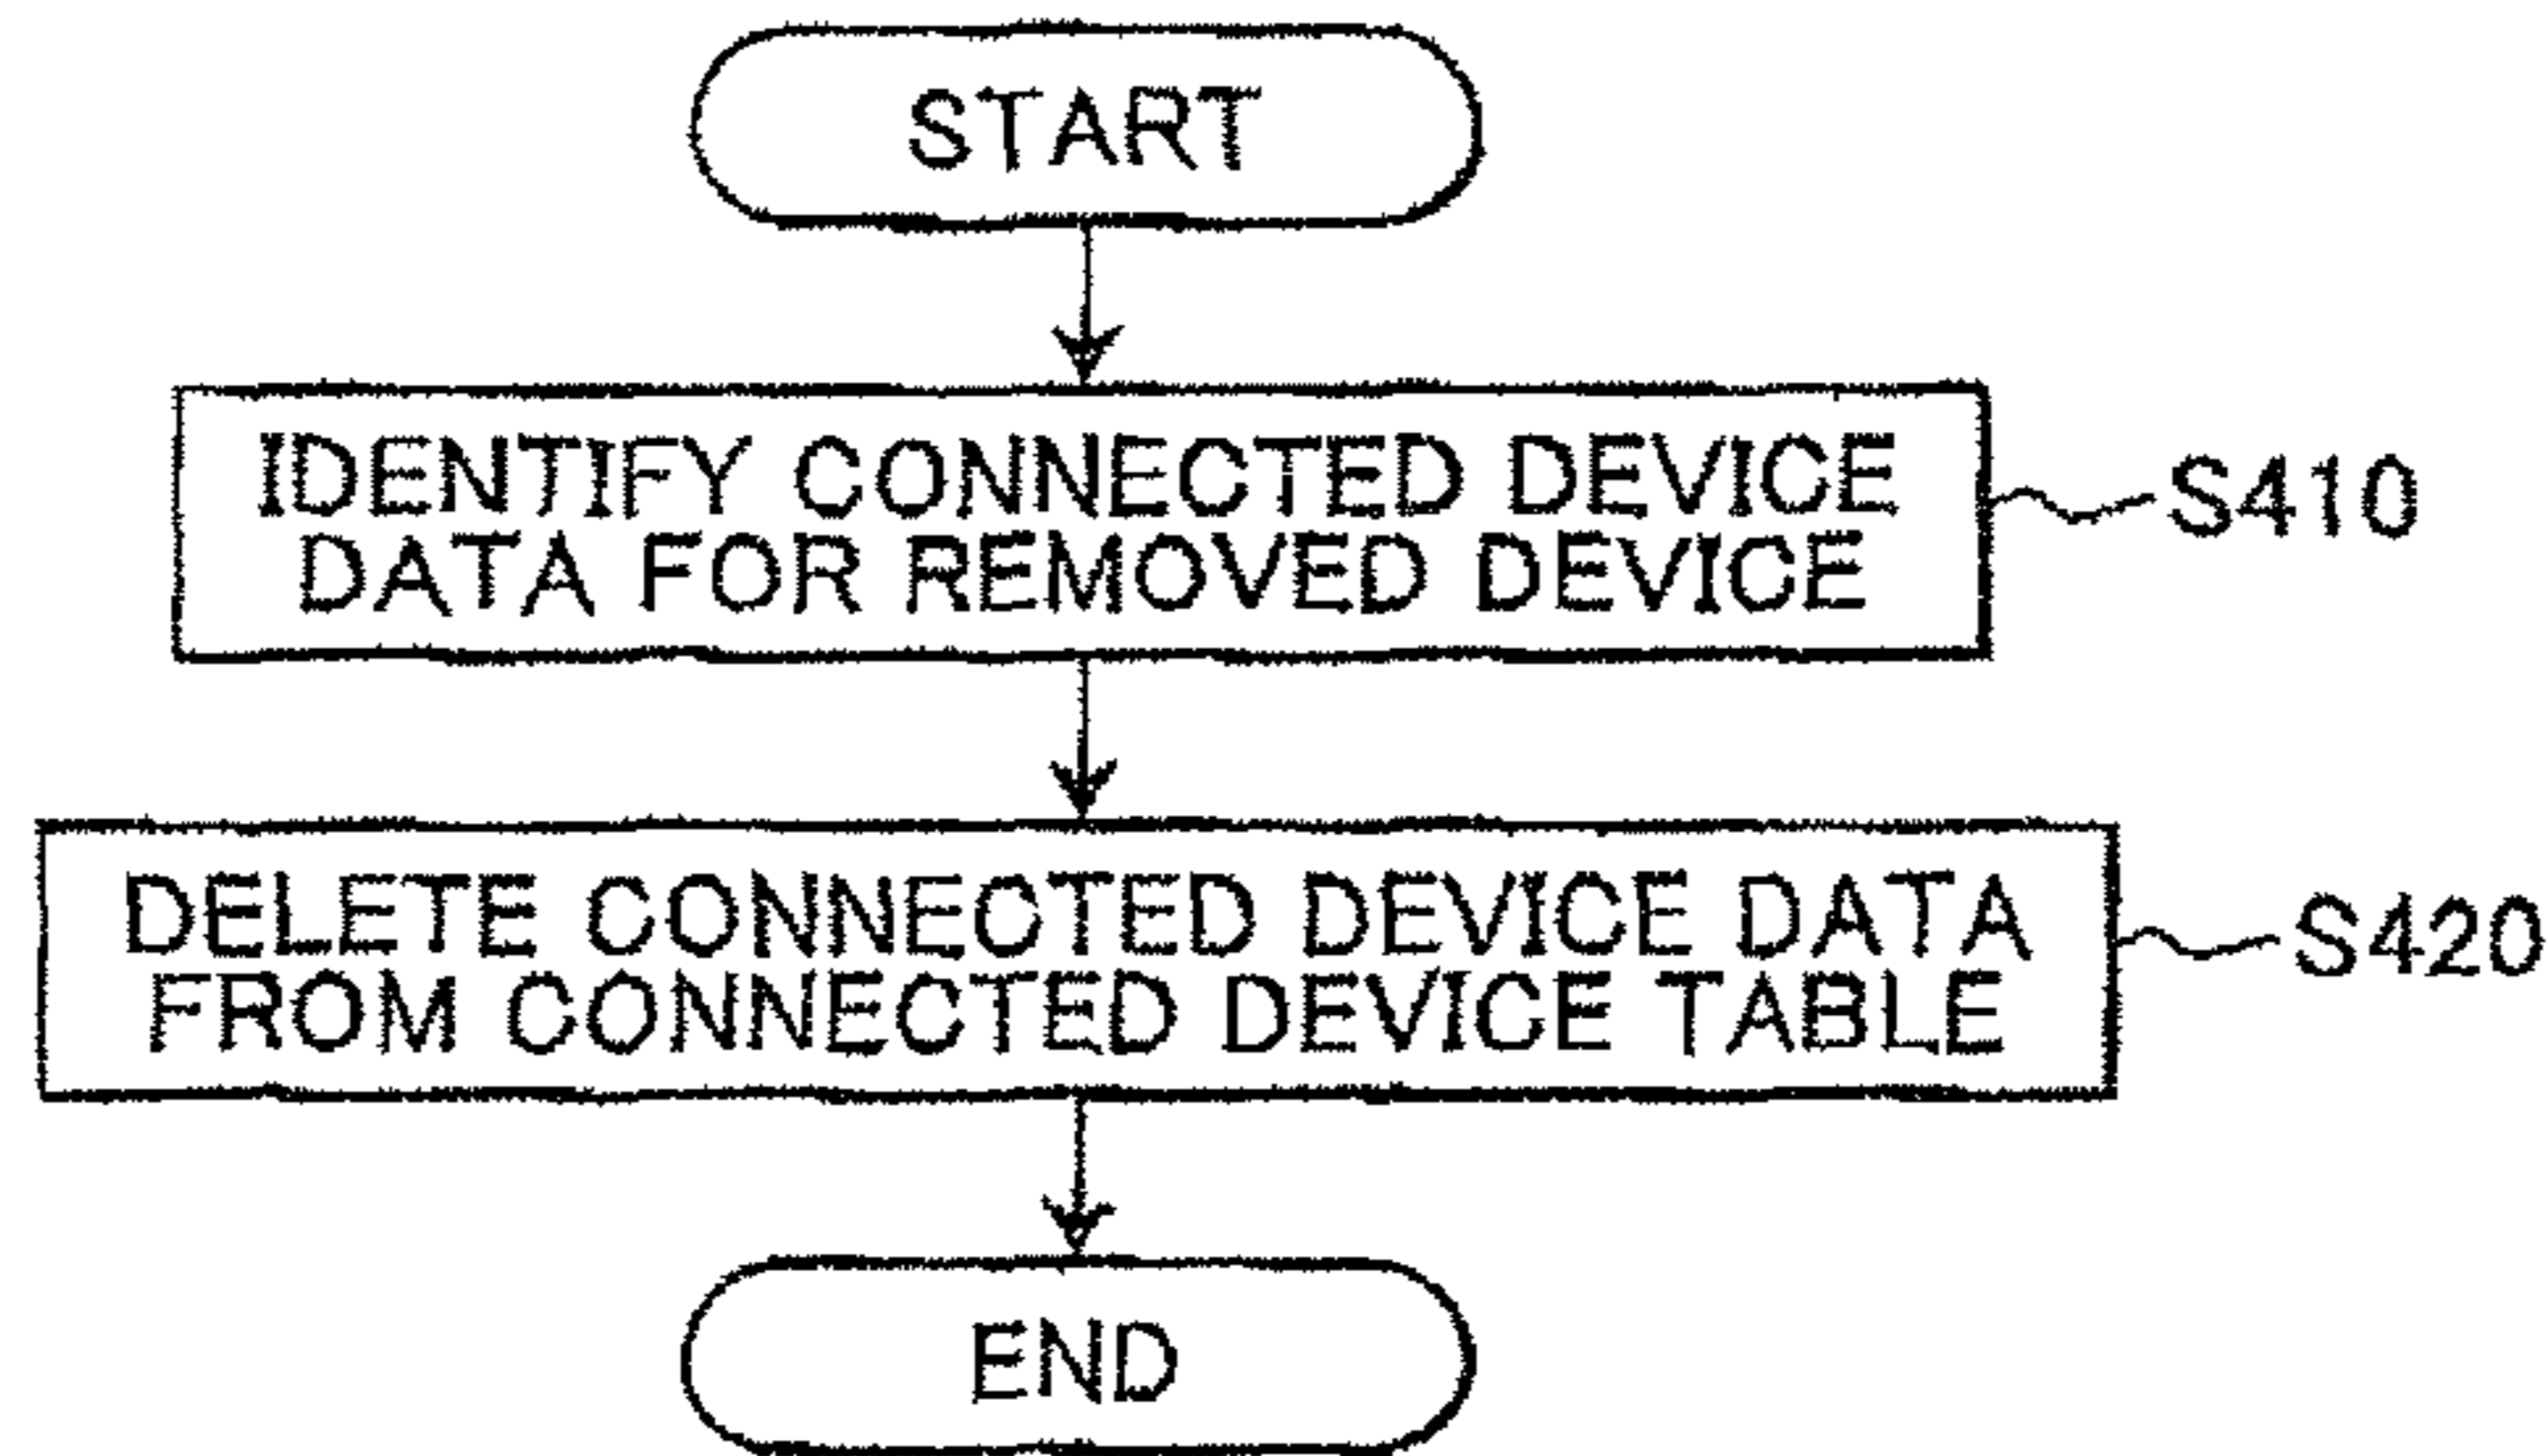 START
IDENTIFY CONNECTED DEVICE
DATA FOR REMOVED DEVICE
S410
DELETE CONNECTED DEVICE DATA
FROM CONNECTED DEVICE TABLE
S420
END